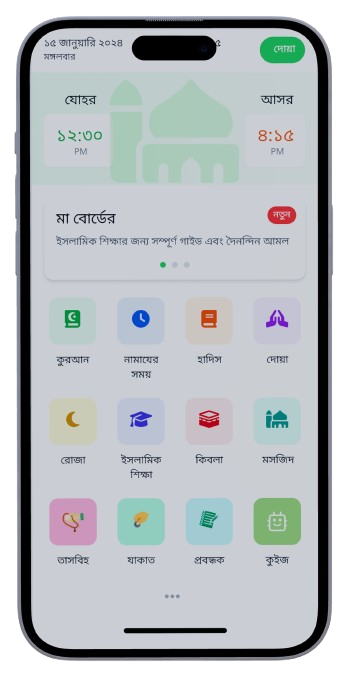 ১৫ জানুয়ারি ২০২৪
মঙ্গলবার
৫
দোয়া
যোহর
আসর
১২:৩০
৪:১৫
PM
PM
মা বোর্ডের
নতুন
ইসলামিক শিক্ষার জন্য সম্পূর্ণ গাইড এবং দৈনন্দিন আমল
কুরআন
নামাযের
সময়
হাদিস
দোয়া
রোজা
ইসলামিক
শিক্ষা
কিবলা
মসজিদ
তাসবিহ
যাকাত
প্রবন্ধক
কুইজ